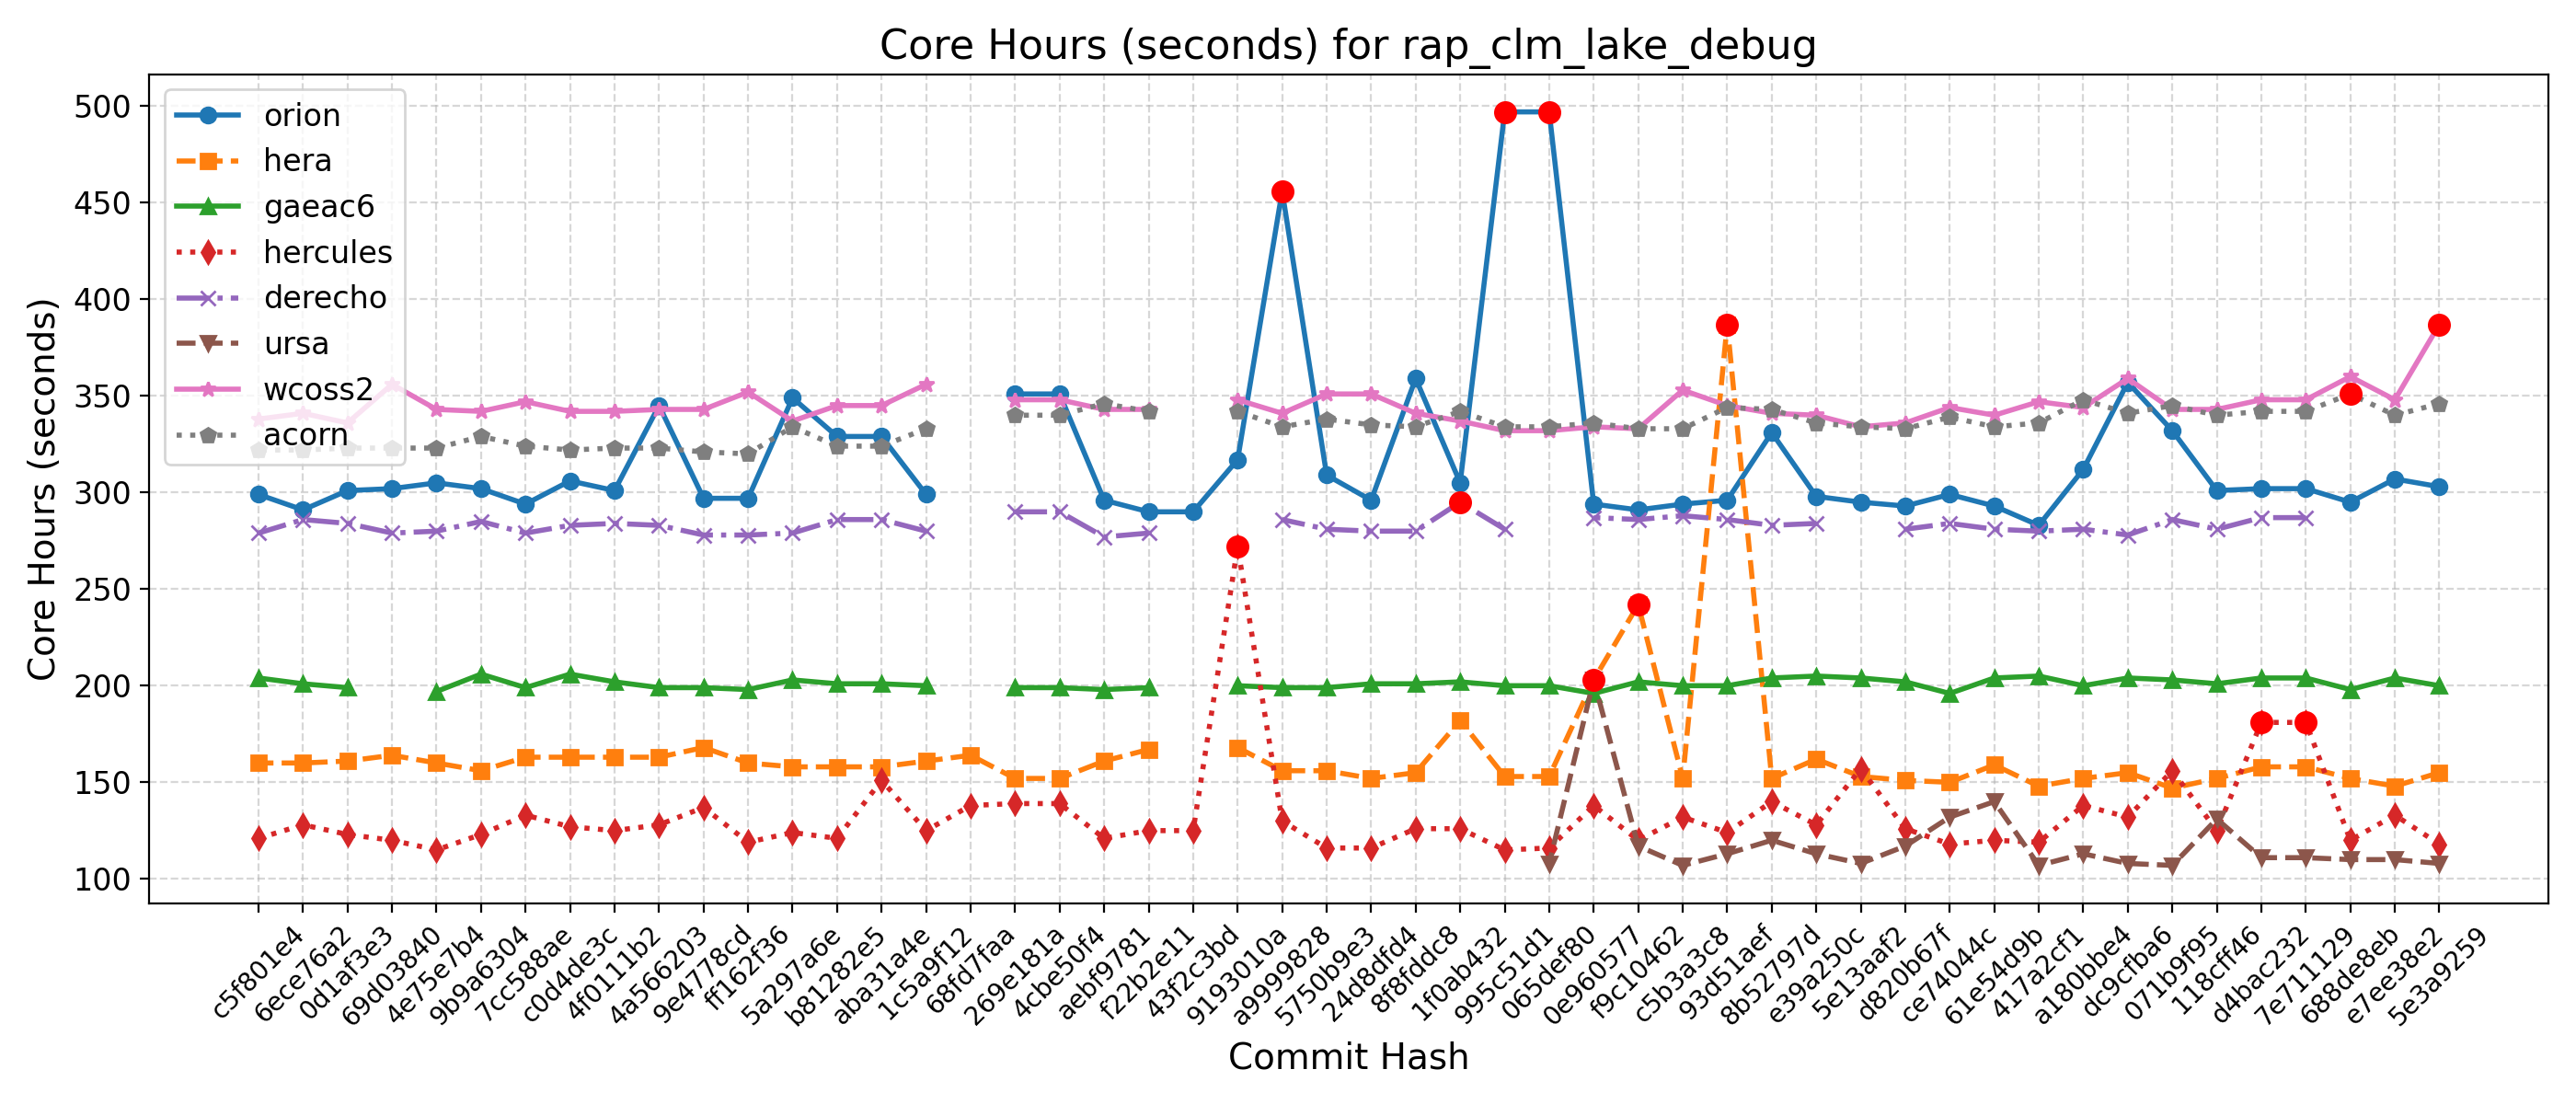 Core Hours (seconds) for rap_clm_lake_debug
Core Hours (seconds)
500
450
400
350
300
250
200
150
100
orion
hera
gaeac6
hercules
derecho
ursa
wcoss2
acorn
c5f801e4
6ece76a2
0d1af3e3
69d03840
4e75e7b4
9b9a6304
7cc588ae
c0d4de3c
4f0111b2
4a566203
9e4778cd
ff162f36
5a297a6e
b81282e5
aba31a4e
1c5a9f12
68fd7faa
269e181a
4cbe50f4
aebf9781
f22b2e11
43f2c3bd
9193010a
a9999828
5750b9e3
24d8dfd4
8f8fddc8
1f0ab432
995c51d1
065def80
0e960577
f9c10462
c5b3a3c8
93d51aef
8b52797d
e39a250c
5e13aaf2
d820b67f
ce74044c
61e54d9b
417a2cf1
a180bbe4
dc9cfba6
071b9f95
118cff46
d4bac232
7e711129
688de8eb
e7ee38e2
5e3a9259
Commit Hash